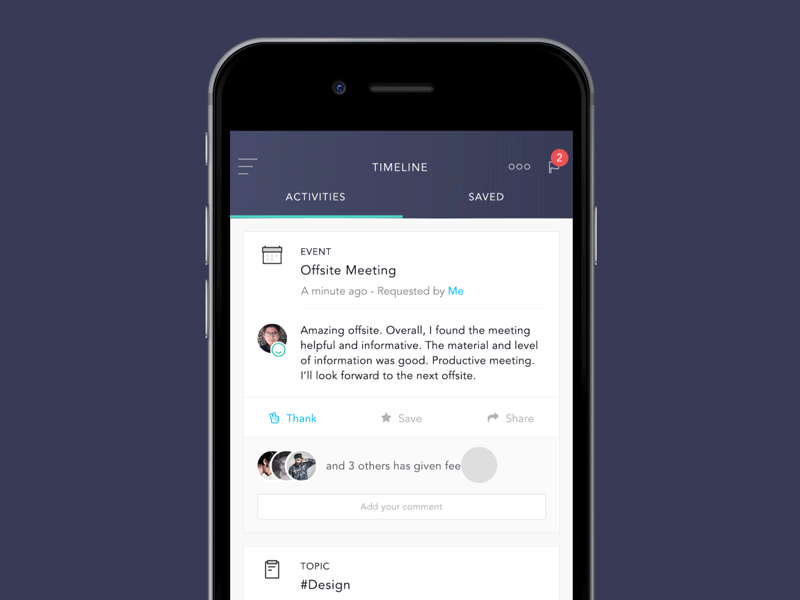 TIMELINE
2
ACTIVITIES
SAVED
EVENT
Offsite Meeting
A minute ago - Requested by Me
Amazing offsite. Overall, I found the meeting
helpful and informative. The material and level
of information was good. Productive meeting.
I'll look forward to the next offsite.
Thank
Save
Share
and 3 others has given
Add your comment
TOPIC
#Design